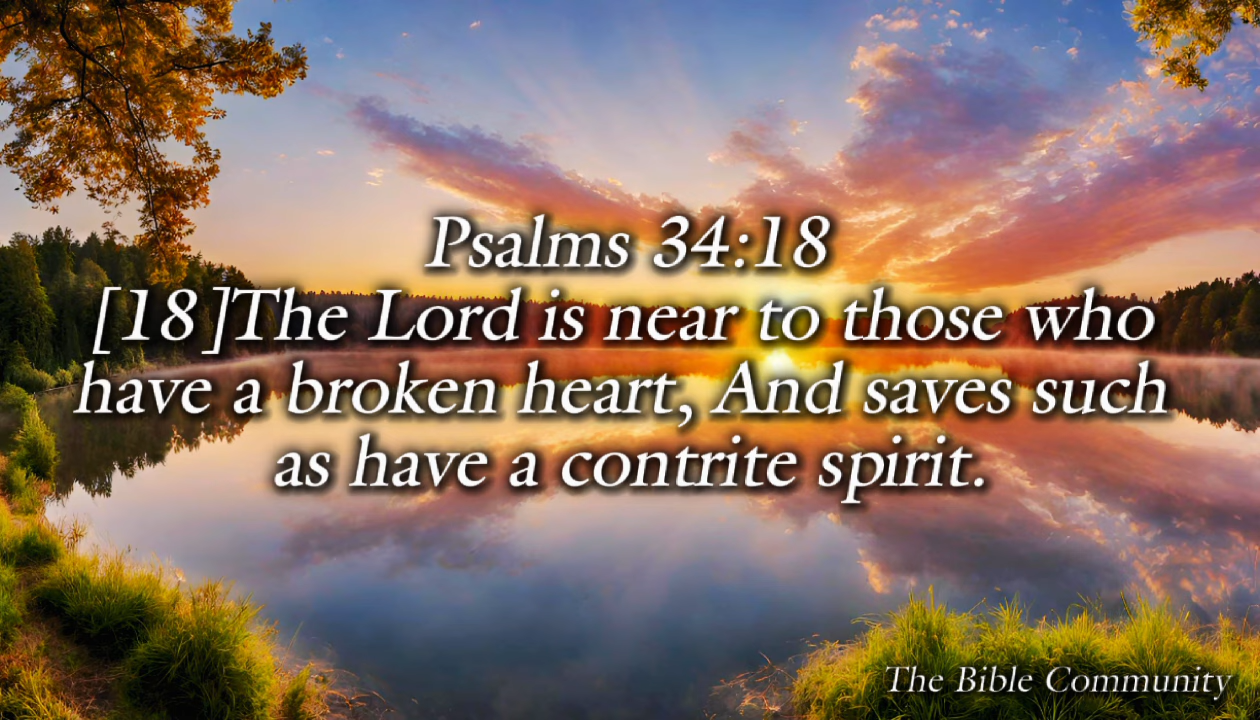 Psalms 34:18
[18]The Lord is near to those who
have a broken heart, And saves such
as have a contrite spirit.
The Bible Community